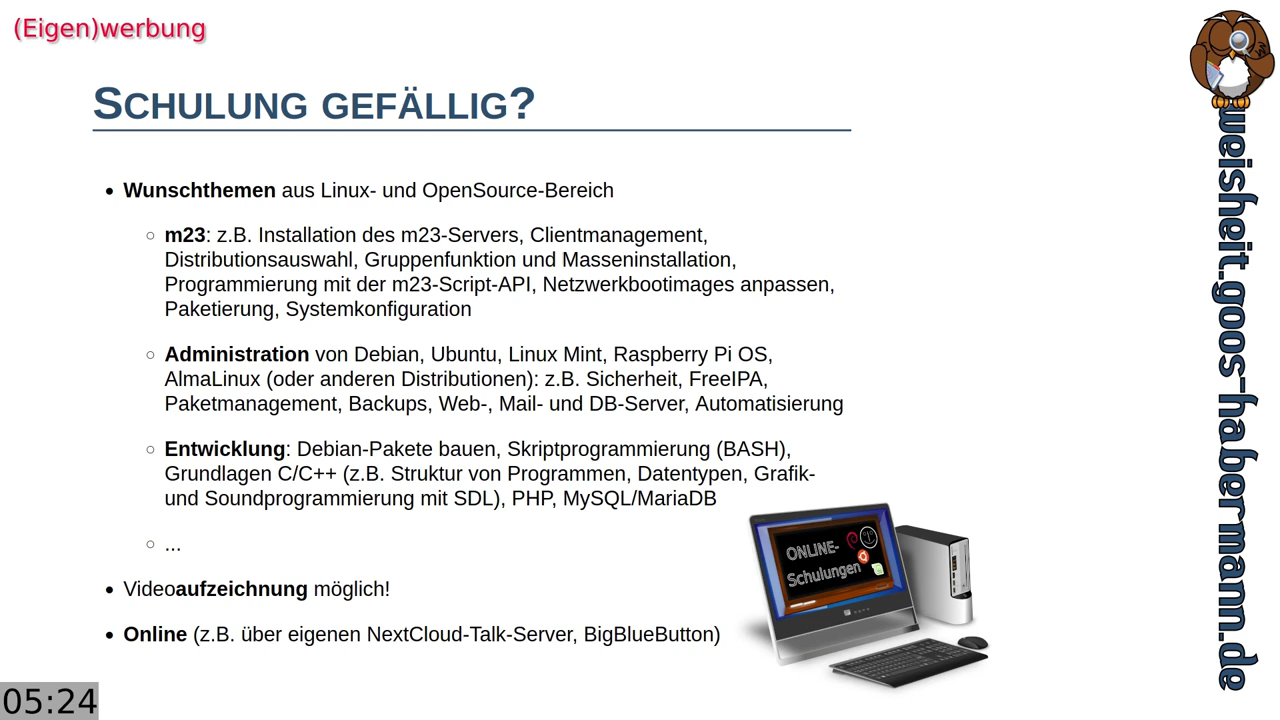 (Eigen)werbung
SCHULUNG GEFÄLLIG?
• Wunschthemen aus Linux- und OpenSource-Bereich
◦ m23: z.B. Installation des m23-Servers, Clientmanagement,
Distributionsauswahl, Gruppenfunktion und Masseninstallation,
Programmierung mit der m23-Script-API, Netzwerkbootimages anpassen,
Paketierung, Systemkonfiguration
◦ Administration von Debian, Ubuntu, Linux Mint, Raspberry Pi OS,
AlmaLinux (oder anderen Distributionen): z.B. Sicherheit, FreeIPA,
Paketmanagement, Backups, Web-, Mail- und DB-Server, Automatisierung
◦ Entwicklung: Debian-Pakete bauen, Skriptprogrammierung (BASH),
Grundlagen C/C++ (z.B. Struktur von Programmen, Datentypen, Grafik-
und Soundprogrammierung mit SDL), PHP, MySQL/MariaDB
◦ ...
• Videoaufzeichnung möglich!
• Online (z.B. über eigenen NextCloud-Talk-Server, BigBlueButton)
ONLINE-
Schulungen
05:24
weisheit.goos-habermann.de